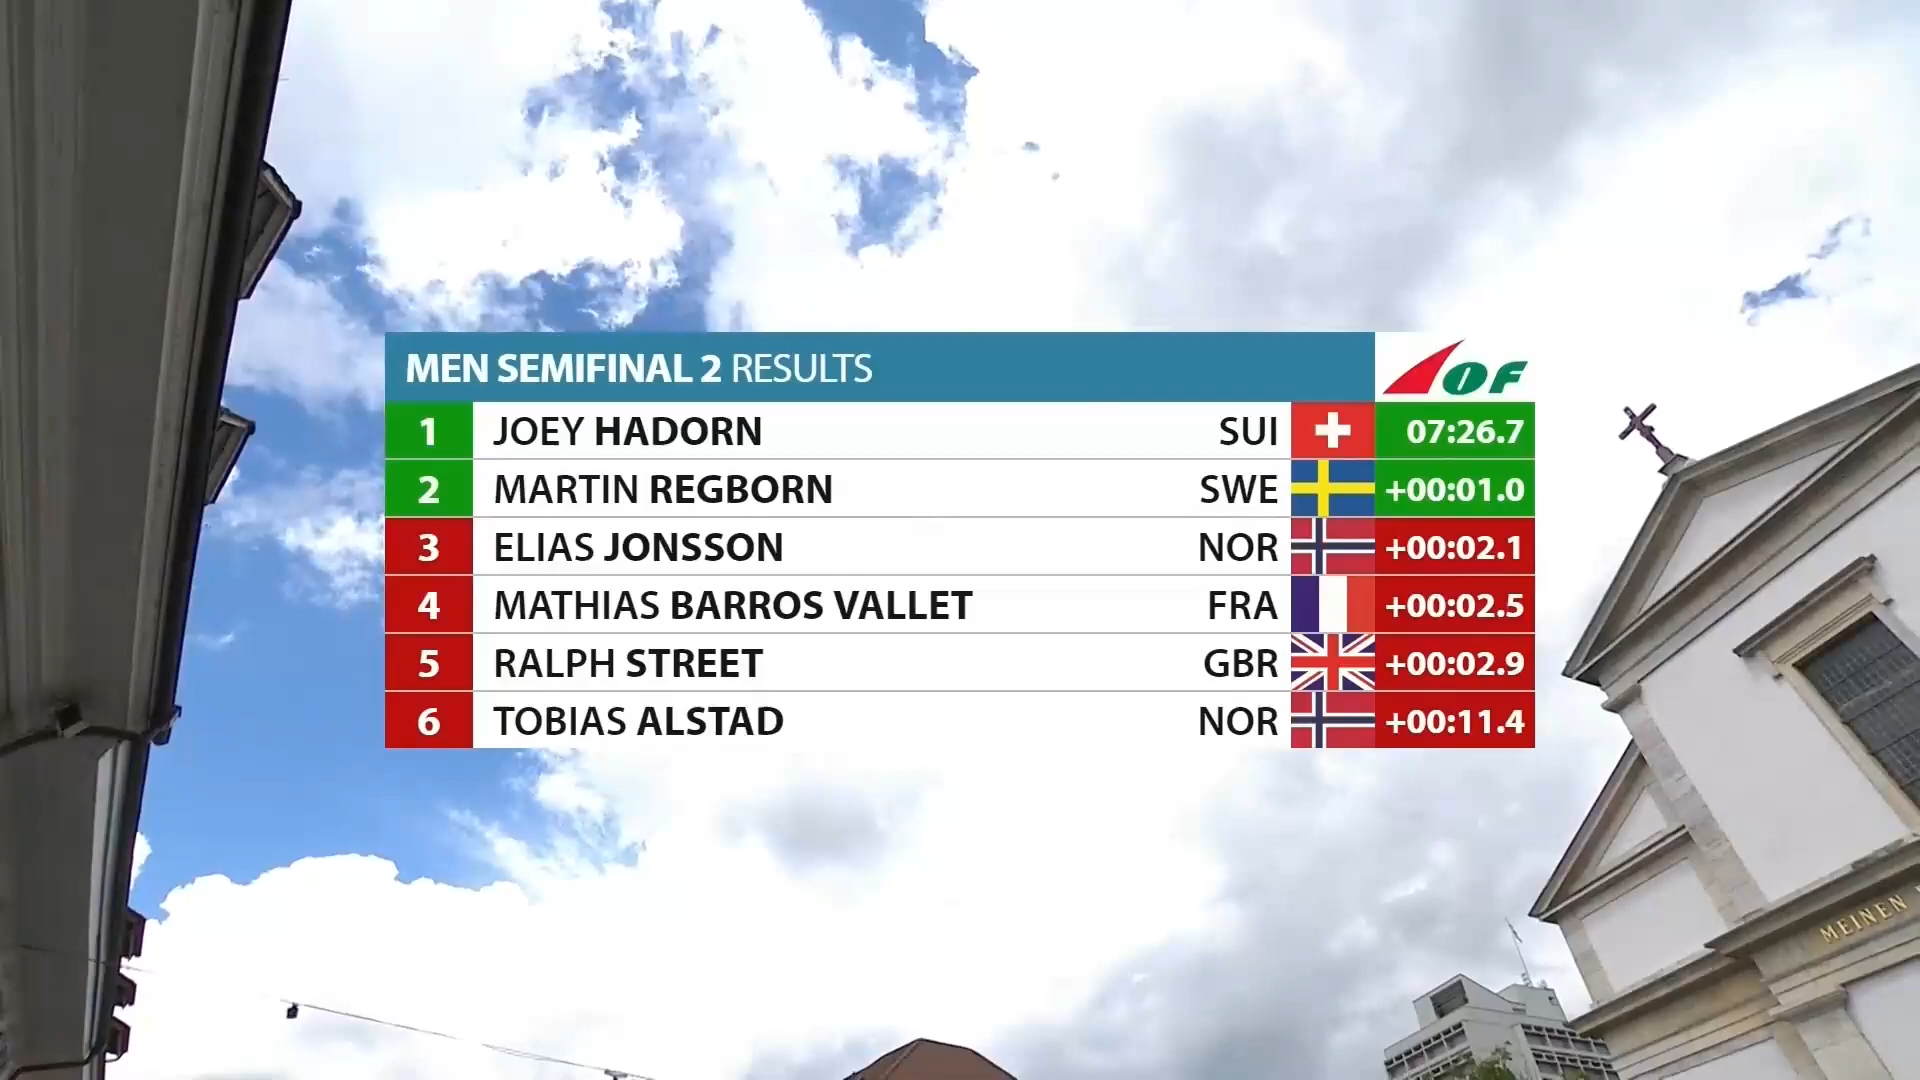 MEN SEMIFINAL 2 RESULTS
IOF
1 JOEY HADORN SUI 07:26.7
2 MARTIN REGBORN SWE +00:01.0
3 ELIAS JONSSON NOR +00:02.1
4 MATHIAS BARROS VALLET FRA +00:02.5
5 RALPH STREET GBR +00:02.9
6 TOBIAS ALSTAD NOR +00:11.4
MEINEN